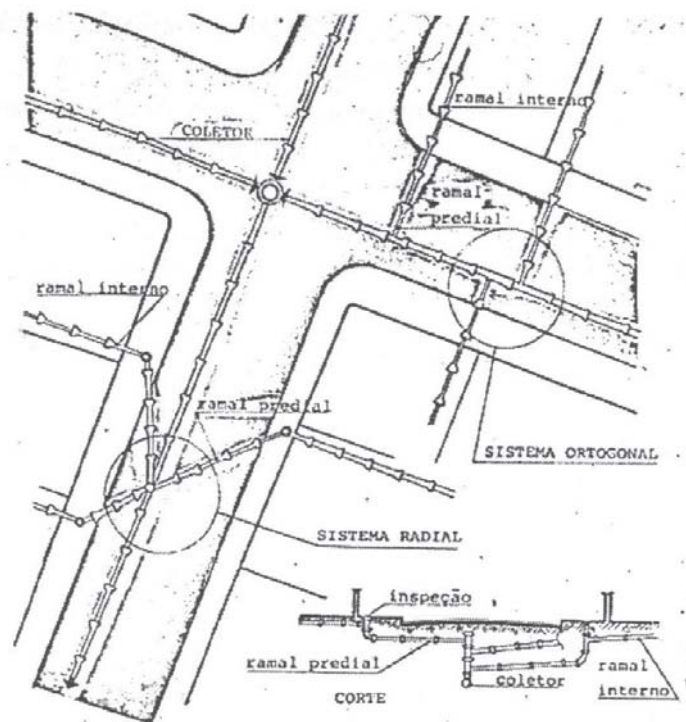 ramal interno
COLETOR
ramal
predial
ramal interno
ramal predial
SISTEMA ORTOGONAL
SISTEMA RADIAL
inspeção
ramal predial
coletor
ramal
interno
CORTE